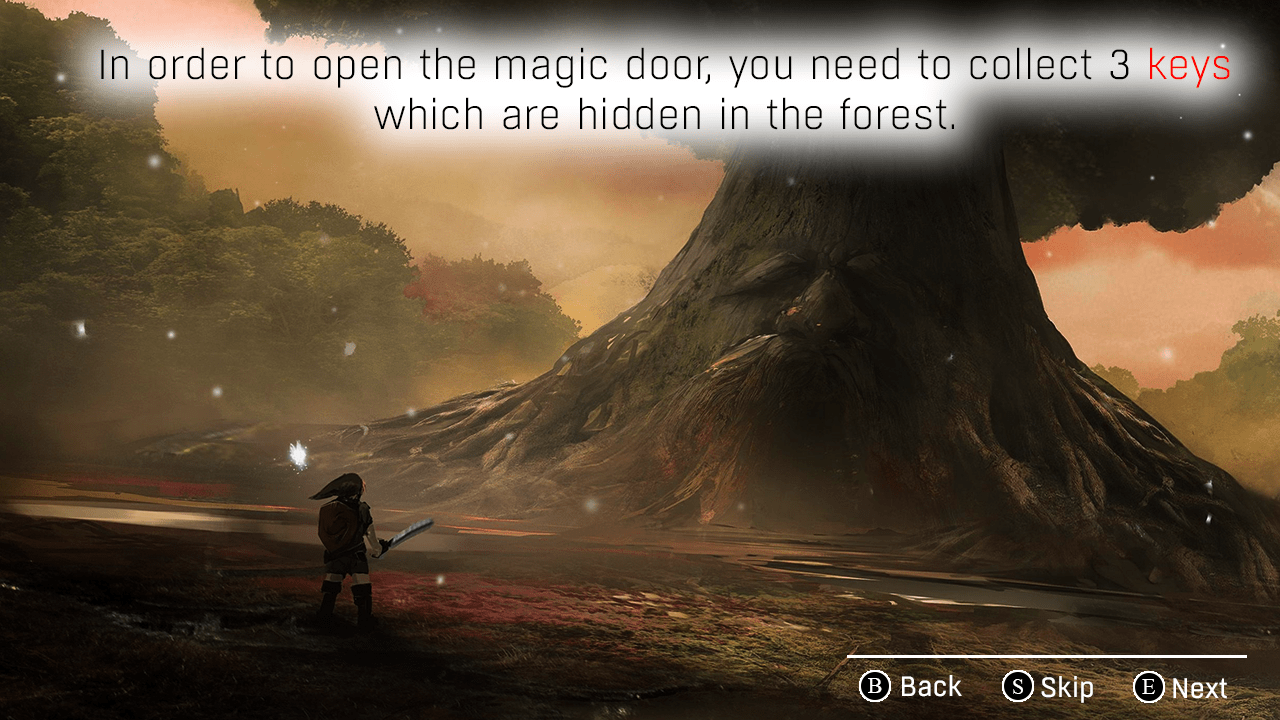 In order to open the magic door, you need to collect 3 keys
which are hidden in the forest.
B Back S Skip E Next